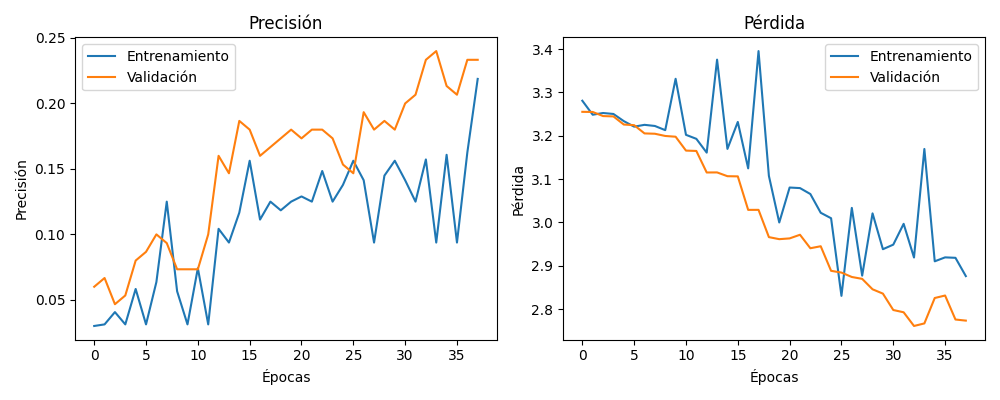 Precisión
Entrenamiento
Validación
0.25
0.20
0.15
0.10
0.05
0 5 10 15 20 25 30 35
Precisión
Épocas
Pérdida
Entrenamiento
Validación
3.4
3.3
3.2
3.1
3.0
2.9
2.8
0 5 10 15 20 25 30 35
Pérdida
Épocas